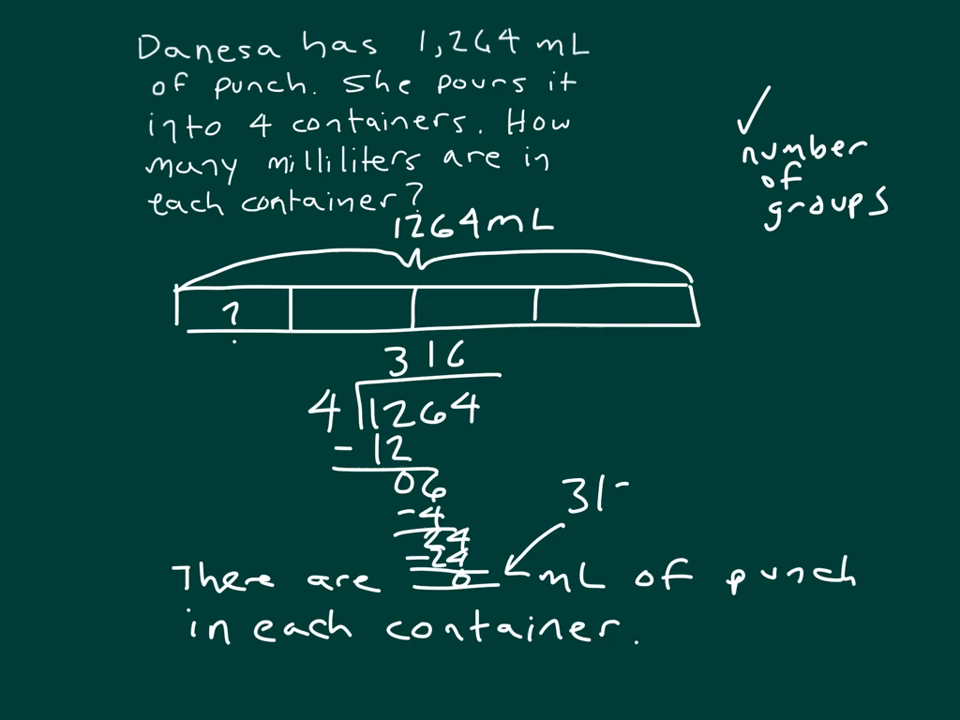 Danesa has 1,264 mL
of punch. She pours it
into 4 containers. How
many milliliters are in
each container?
number
of
groups
1264 mL
?
316
4 1264
- 12
06
-4
24
-24
0
31
There are mL of punch
in each container.